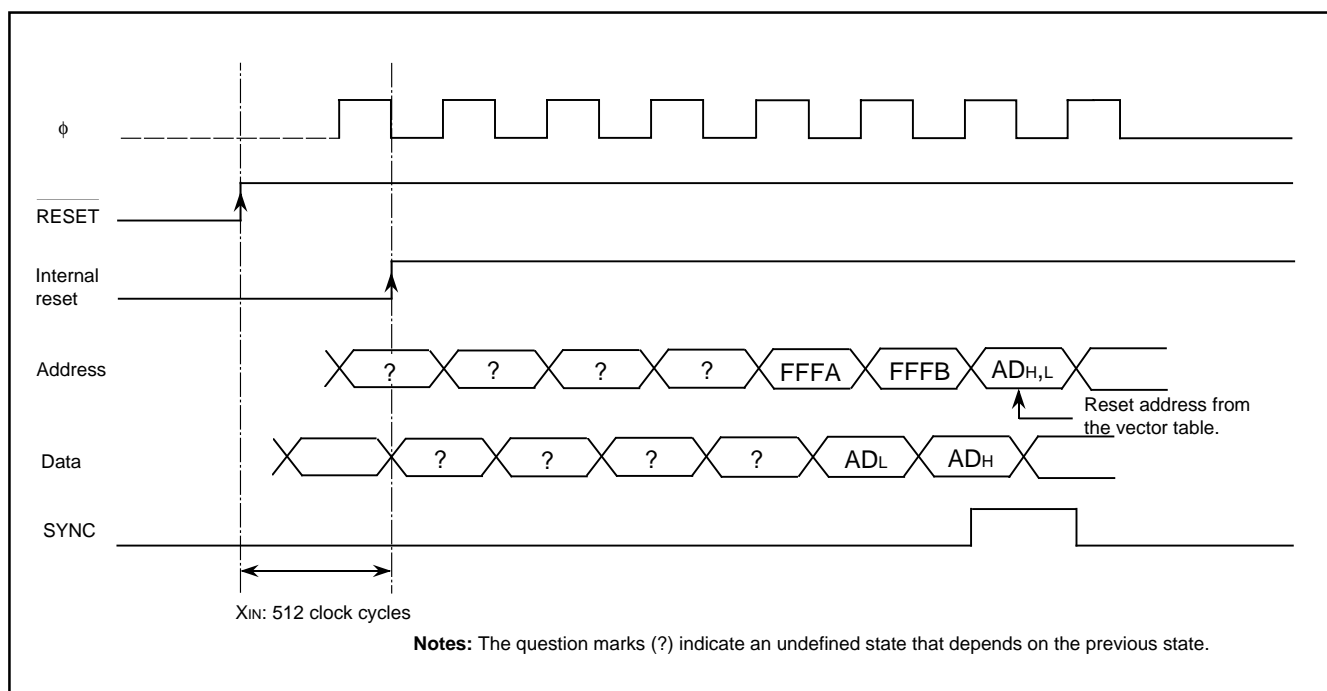 ϕ
RESET
Internal
reset
Address
? ? ? ? FFFA FFFB ADH,L
Reset address from
the vector table.
Data
? ? ? ? ADL ADH
SYNC
XIN: 512 clock cycles
Notes: The question marks (?) indicate an undefined state that depends on the previous state.